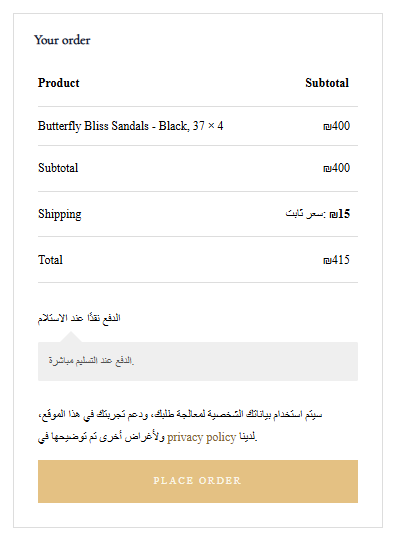 Your order
Product Subtotal
Butterfly Bliss Sandals - Black, 37 × 4 ₪400
Subtotal ₪400
Shipping سعر ثابت: ₪15
Total ₪415
الدفع نقدًا عند الاستلام
الدفع عند التسليم مباشرة.
سيتم استخدام بياناتك الشخصية لمعالجة طلبك، ودعم تجربتك في هذا الموقع،
ولأغراض أخرى تم توضيحها في privacy policy لدينا.
PLACE ORDER